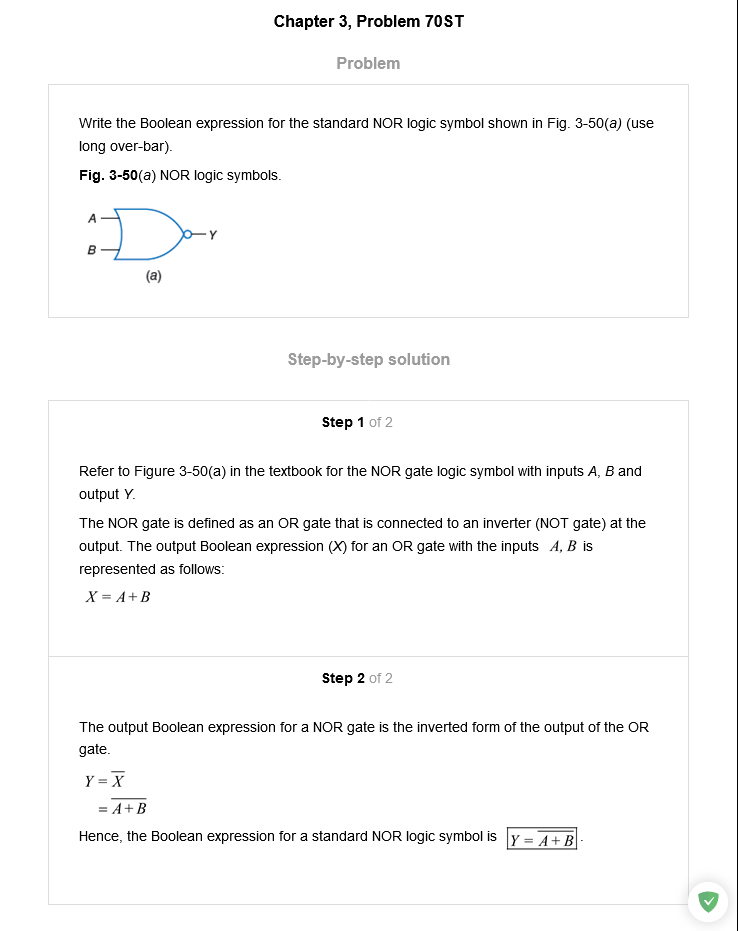 Chapter 3, Problem 70ST
Problem
Write the Boolean expression for the standard NOR logic symbol shown in Fig. 3-50(a) (use
long over-bar).
Fig. 3-50(a) NOR logic symbols.
A
Y
B
(a)
Step-by-step solution
Step 1 of 2
Refer to Figure 3-50(a) in the textbook for the NOR gate logic symbol with inputs A, B and
output Y.
The NOR gate is defined as an OR gate that is connected to an inverter (NOT gate) at the
output. The output Boolean expression (X) for an OR gate with the inputs A, B is
represented as follows:
X = A+B
Step 2 of 2
The output Boolean expression for a NOR gate is the inverted form of the output of the OR
gate.
Y = X̅
= A̅+̅B̅
Hence, the Boolean expression for a standard NOR logic symbol is Y = A̅+̅B̅.